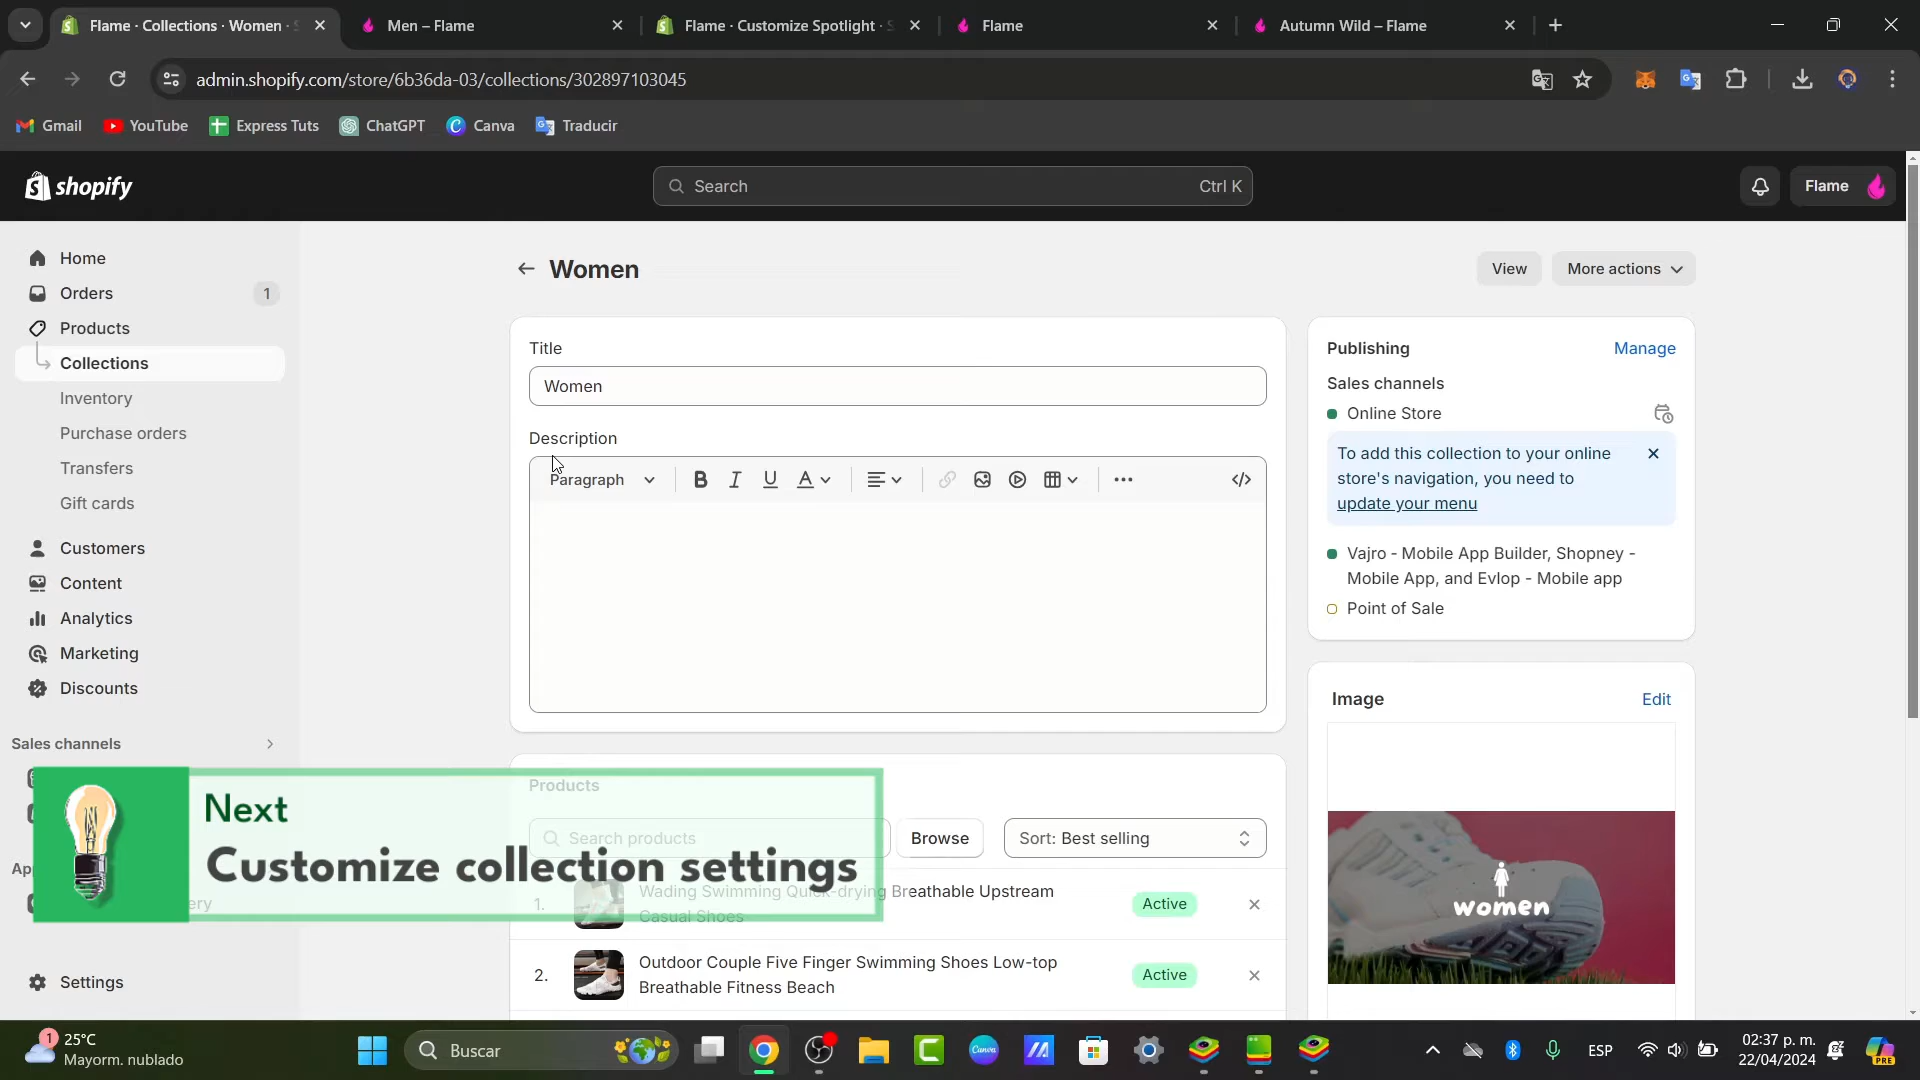 Flame · Collections · Women · S
Men – Flame
Flame · Customize Spotlight · S
Flame
Autumn Wild – Flame
admin.shopify.com/store/6b36da-03/collections/302897103045
Gmail
YouTube
Express Tuts
ChatGPT
Canva
Traducir
shopify
Search
Ctrl K
Flame
Home
Orders
1
Products
Collections
Inventory
Purchase orders
Transfers
Gift cards
Customers
Content
Analytics
Marketing
Discounts
Sales channels
Settings
Women
View
More actions
Title
Women
Description
Paragraph
Products
Search products
Browse
Sort: Best selling
1.
Wading Swimming Quick-drying Breathable Upstream
Casual Shoes
Active
2.
Outdoor Couple Five Finger Swimming Shoes Low-top
Breathable Fitness Beach
Active
Publishing
Manage
Sales channels
Online Store
To add this collection to your online
store's navigation, you need to
update your menu
Vajro - Mobile App Builder, Shopney -
Mobile App, and Evlop - Mobile app
Point of Sale
Image
Edit
women
Next
Customize collection settings
1
25°C
Mayorm. nublado
Buscar
Canva
ESP
02:37 p. m.
22/04/2024
PRE